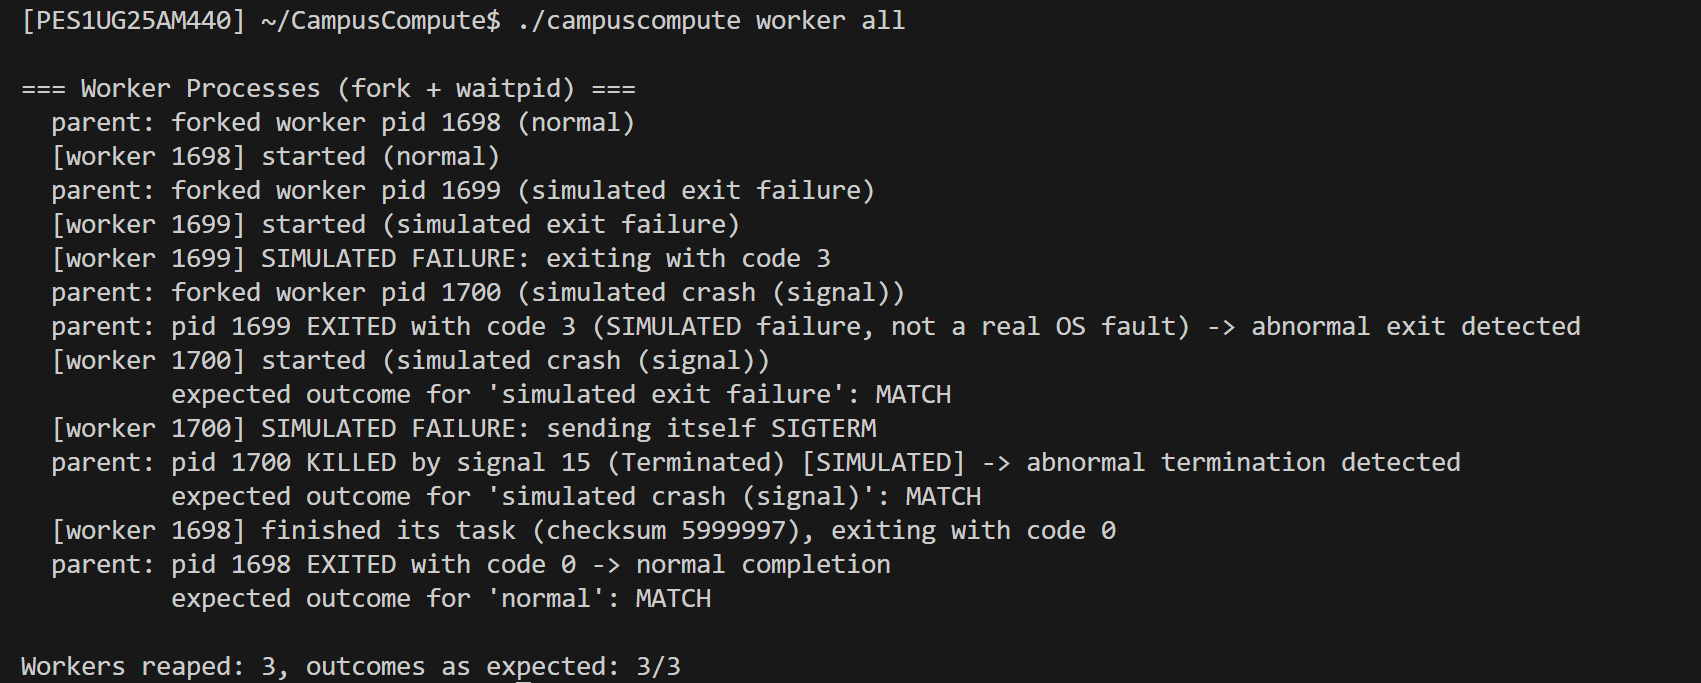 [PES1UG25AM440] ~/CampusCompute$ ./campuscompute worker all

=== Worker Processes (fork + waitpid) ===
  parent: forked worker pid 1698 (normal)
  [worker 1698] started (normal)
  parent: forked worker pid 1699 (simulated exit failure)
  [worker 1699] started (simulated exit failure)
  [worker 1699] SIMULATED FAILURE: exiting with code 3
  parent: forked worker pid 1700 (simulated crash (signal))
  parent: pid 1699 EXITED with code 3 (SIMULATED failure, not a real OS fault) -> abnormal exit detected
  [worker 1700] started (simulated crash (signal))
          expected outcome for 'simulated exit failure': MATCH
  [worker 1700] SIMULATED FAILURE: sending itself SIGTERM
  parent: pid 1700 KILLED by signal 15 (Terminated) [SIMULATED] -> abnormal termination detected
          expected outcome for 'simulated crash (signal)': MATCH
  [worker 1698] finished its task (checksum 5999997), exiting with code 0
  parent: pid 1698 EXITED with code 0 -> normal completion
          expected outcome for 'normal': MATCH

Workers reaped: 3, outcomes as expected: 3/3